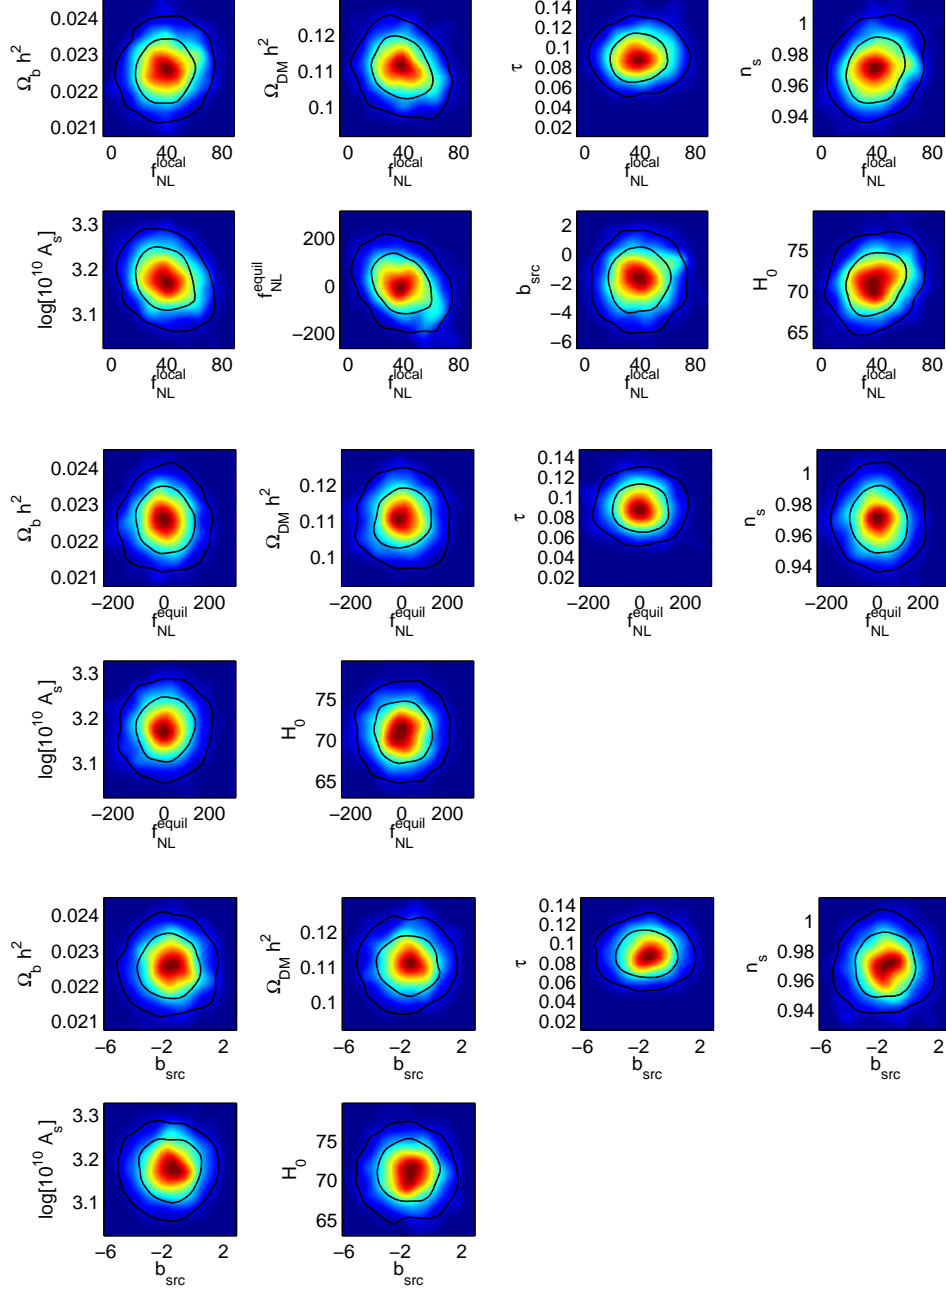 0.024
0.023
0.022
0.021
Ω_b h²
0 40 80
f_NL^local
0.12
0.11
0.1
Ω_DM h²
0 40 80
f_NL^local
0.14
0.12
0.1
0.08
0.06
0.04
0.02
τ
0 40 80
f_NL^local
1
0.98
0.96
0.94
n_s
0 40 80
f_NL^local
3.3
3.2
3.1
log[10^10 A_s]
0 40 80
f_NL^local
200
0
−200
f_NL^equil
0 40 80
f_NL^local
2
0
−2
−4
−6
b_src
0 40 80
f_NL^local
75
70
65
H_0
0 40 80
f_NL^local
0.024
0.023
0.022
0.021
Ω_b h²
−200 0 200
f_NL^equil
0.12
0.11
0.1
Ω_DM h²
−200 0 200
f_NL^equil
0.14
0.12
0.1
0.08
0.06
0.04
0.02
τ
−200 0 200
f_NL^equil
1
0.98
0.96
0.94
n_s
−200 0 200
f_NL^equil
3.3
3.2
3.1
log[10^10 A_s]
−200 0 200
f_NL^equil
75
70
65
H_0
−200 0 200
f_NL^equil
0.024
0.023
0.022
0.021
Ω_b h²
−6 −2 2
b_src
0.12
0.11
0.1
Ω_DM h²
−6 −2 2
b_src
0.14
0.12
0.1
0.08
0.06
0.04
0.02
τ
−6 −2 2
b_src
1
0.98
0.96
0.94
n_s
−6 −2 2
b_src
3.3
3.2
3.1
log[10^10 A_s]
−6 −2 2
b_src
75
70
65
H_0
−6 −2 2
b_src